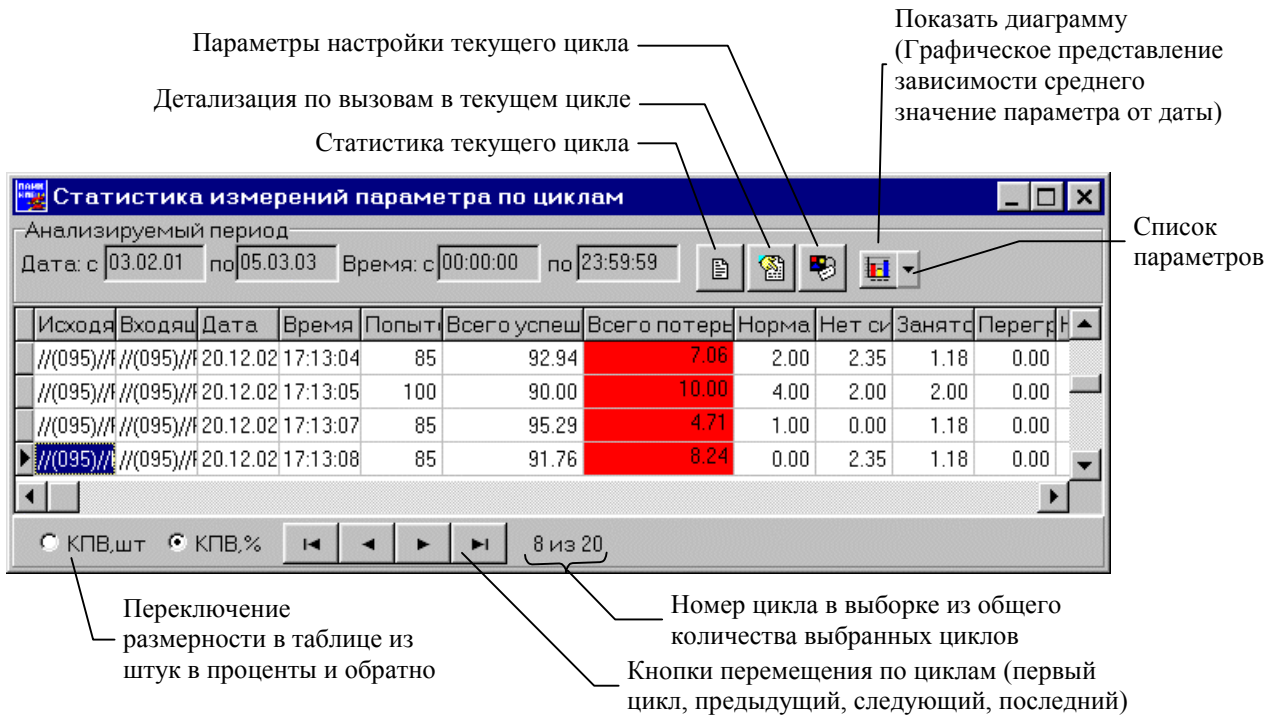 Показать диаграмму
(Графическое представление
зависимости среднего
значение параметра от даты)
Параметры настройки текущего цикла
Детализация по вызовам в текущем цикле
Статистика текущего цикла
Статистика измерений параметра по циклам
Анализируемый период
Дата: с 03.02.01 по 05.03.03 Время: с 00:00:00 по 23:59:59
Список
параметров
Исходя Входящ Дата Время Попыт Всего успеш Всего потерь Норма Нет си Занято Перегр
//(095)//F //(095)//F 20.12.02 17:13:04 85 92.94 7.06 2.00 2.35 1.18 0.00
//(095)//F //(095)//F 20.12.02 17:13:05 100 90.00 10.00 4.00 2.00 2.00 0.00
//(095)//F //(095)//F 20.12.02 17:13:07 85 95.29 4.71 1.00 0.00 1.18 0.00
//(095)// //(095)//F 20.12.02 17:13:08 85 91.76 8.24 0.00 2.35 1.18 0.00
КПВ,шт КПВ,% 8 из 20
Переключение
размерности в таблице из
штук в проценты и обратно
Номер цикла в выборке из общего
количества выбранных циклов
Кнопки перемещения по циклам (первый
цикл, предыдущий, следующий, последний)